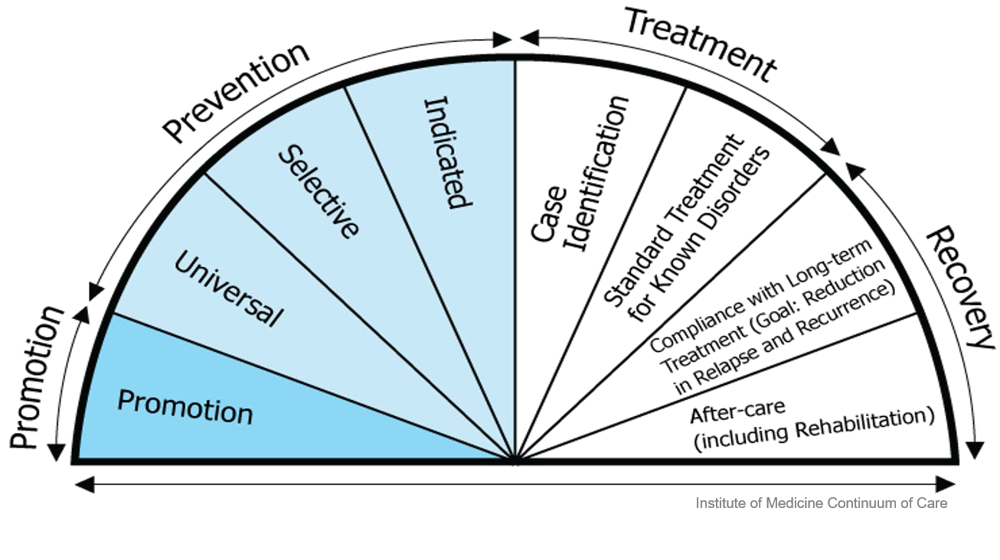 Promotion
Prevention
Treatment
Recovery
Promotion
Universal
Selective
Indicated
Case
Identification
Standard Treatment
for Known Disorders
Compliance with Long-term
Treatment (Goal: Reduction
in Relapse and Recurrence)
After-care
(including Rehabilitation)
Institute of Medicine Continuum of Care